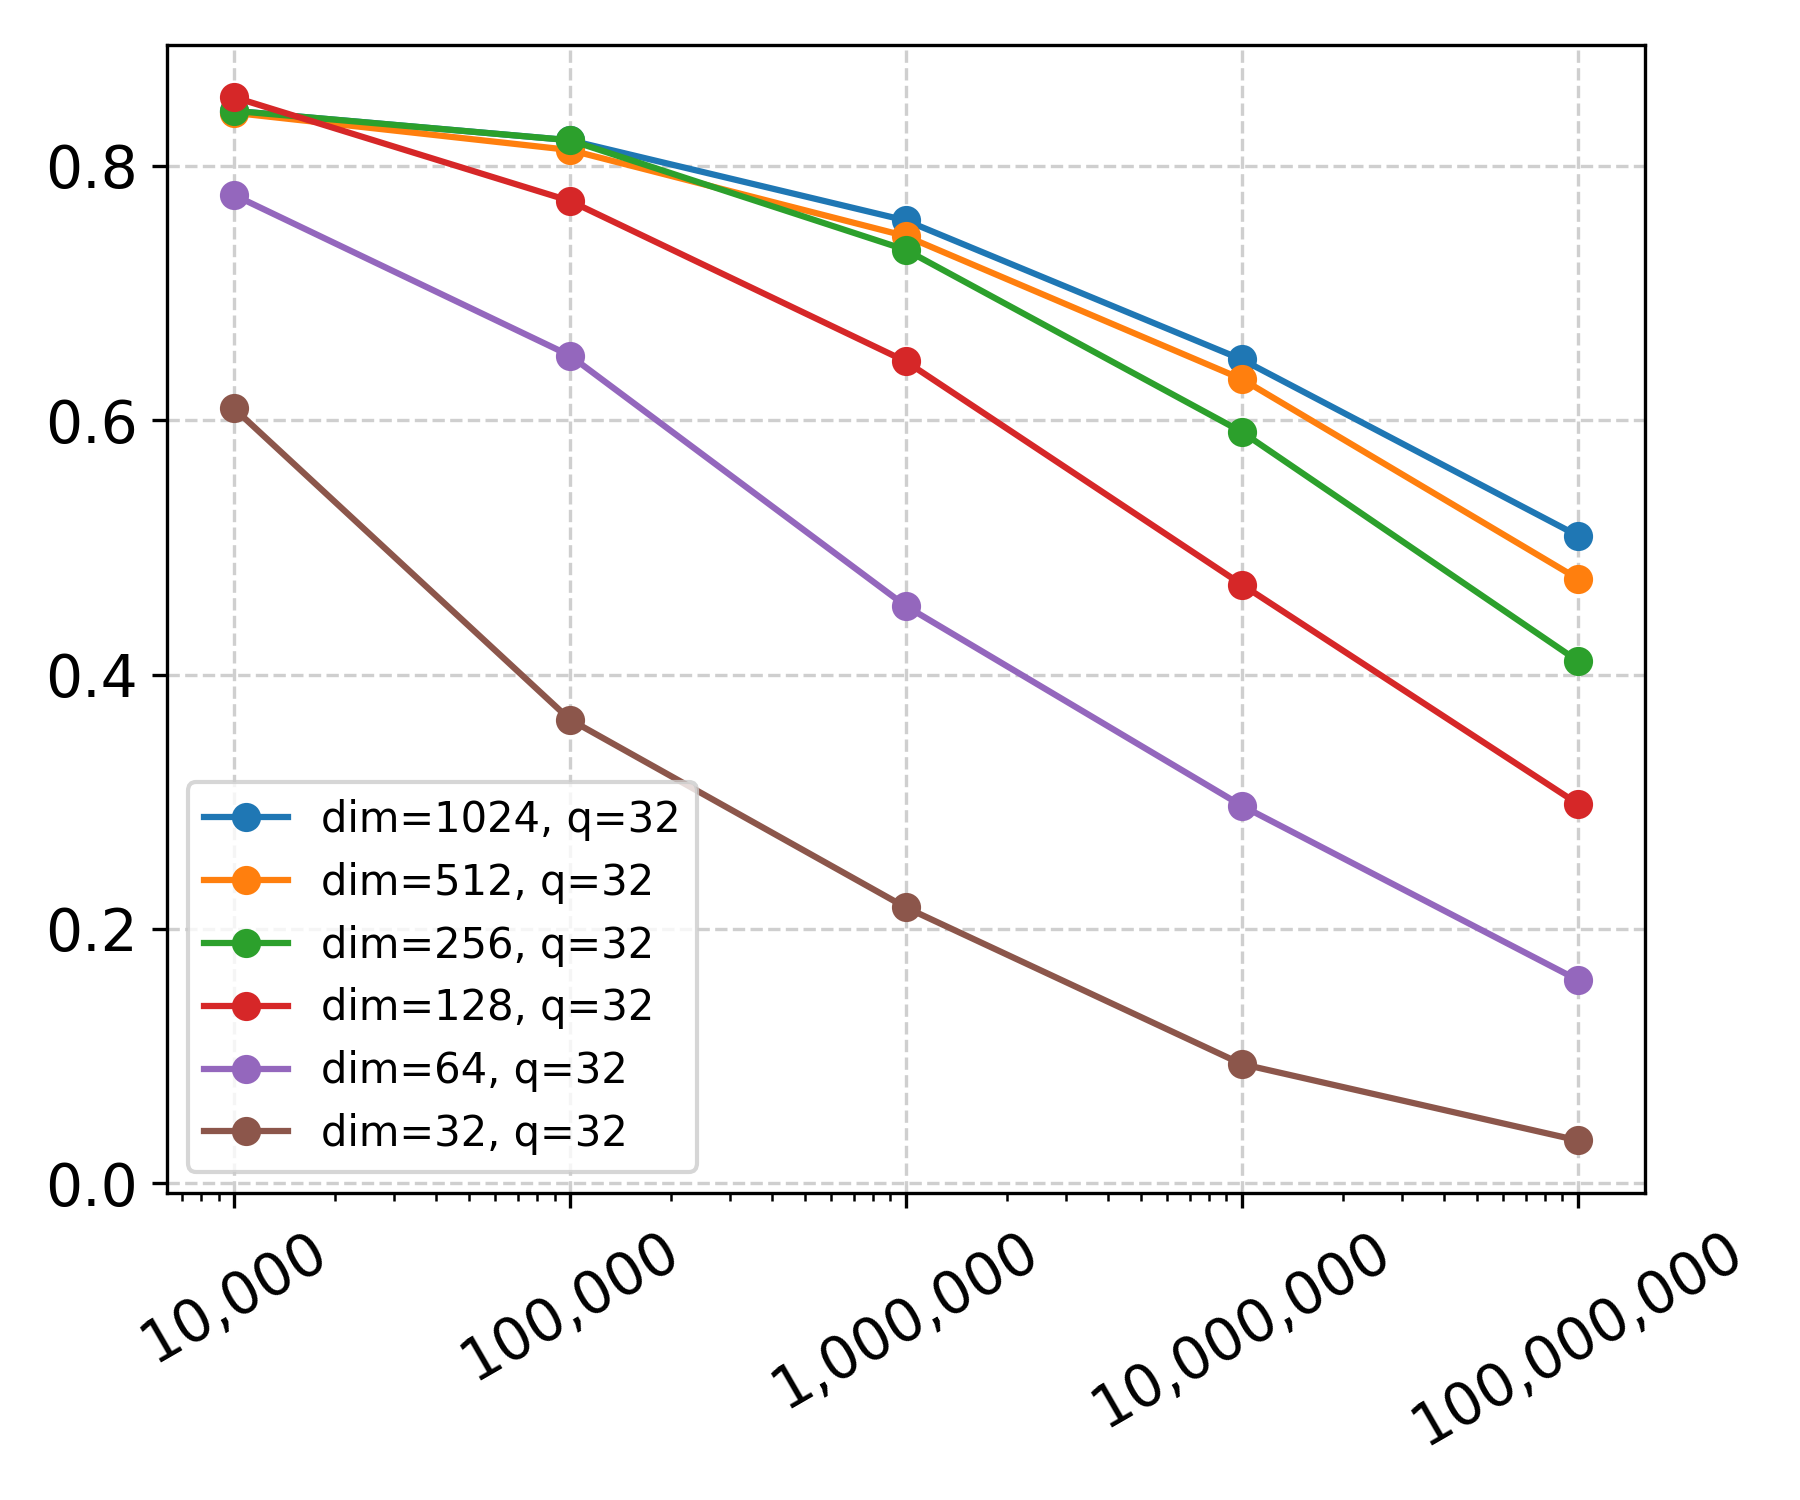 0.8
0.6
0.4
0.2
0.0
dim=1024, q=32
dim=512, q=32
dim=256, q=32
dim=128, q=32
dim=64, q=32
dim=32, q=32
10,000
100,000
1,000,000
10,000,000
100,000,000